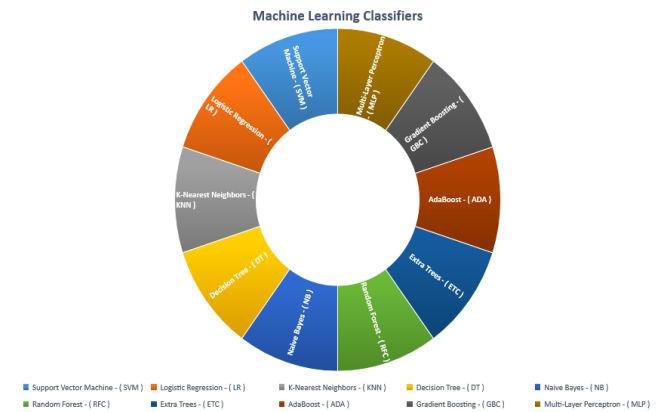 Machine Learning Classifiers
Support Vector
Machine - ( SVM )
Multi-Layer Perceptron
- ( MLP )
Logistic Regression - (
LR )
Gradient Boosting - (
GBC )
K-Nearest Neighbors - (
KNN )
AdaBoost - ( ADA )
Decision Tree - ( DT )
Extra Trees - ( ETC )
Naive Bayes - ( NB )
Random Forest - ( RFC )
Support Vector Machine - ( SVM ) Logistic Regression - ( LR ) K-Nearest Neighbors - ( KNN ) Decision Tree - ( DT ) Naive Bayes - ( NB )
Random Forest - ( RFC ) Extra Trees - ( ETC ) AdaBoost - ( ADA ) Gradient Boosting - ( GBC ) Multi-Layer Perceptron - ( MLP )